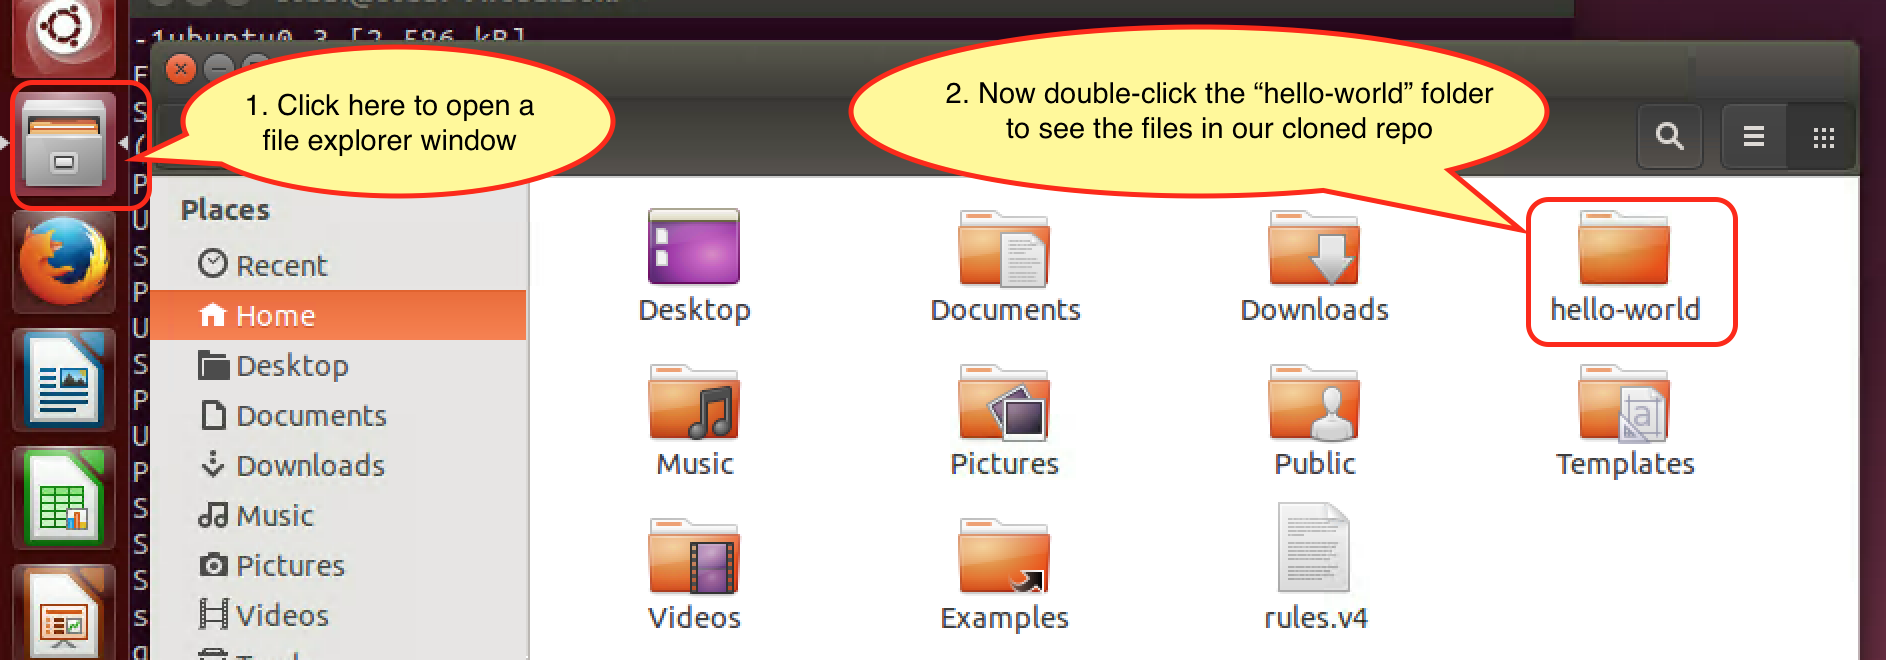 -1ubuntu0.3 [2,586 kB]
1. Click here to open a
file explorer window
2. Now double-click the “hello-world” folder
to see the files in our cloned repo
Places
Recent
Home
Desktop
Documents
Downloads
Music
Pictures
Videos
Desktop
Documents
Downloads
hello-world
Music
Pictures
Public
Templates
Videos
Examples
rules.v4